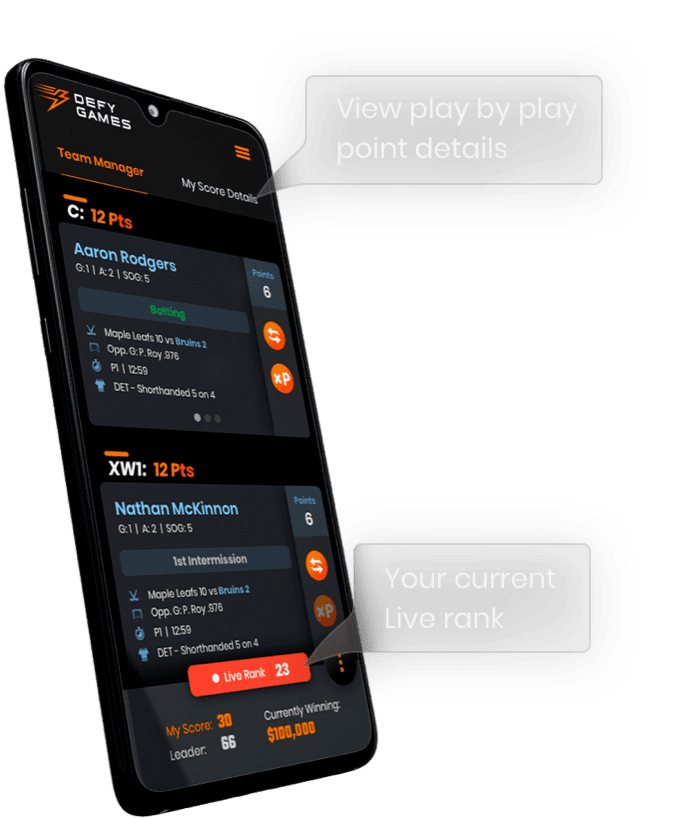 DEFY
GAMES
View play by play
point details
Team Manager
My Score Details
C: 12 Pts
Aaron Rodgers
G:1 | A:2 | SOG:5
Points
6
Batting
Maple Leafs 10 vs Bruins 2
Opp. G: P. Roy .976
P1 | 12:59
DET - Shorthanded 5 on 4
xP
XW1: 12 Pts
Nathan McKinnon
G:1 | A:2 | SOG:5
Points
6
1st Intermission
Maple Leafs 10 vs Bruins 2
Opp. G: P. Roy .976
P1 | 12:59
DET - Shorthanded 5 on 4
xP
Your current
Live rank
Live Rank 23
My Score: 30
Leader: 66
Currently Winning:
$100,000